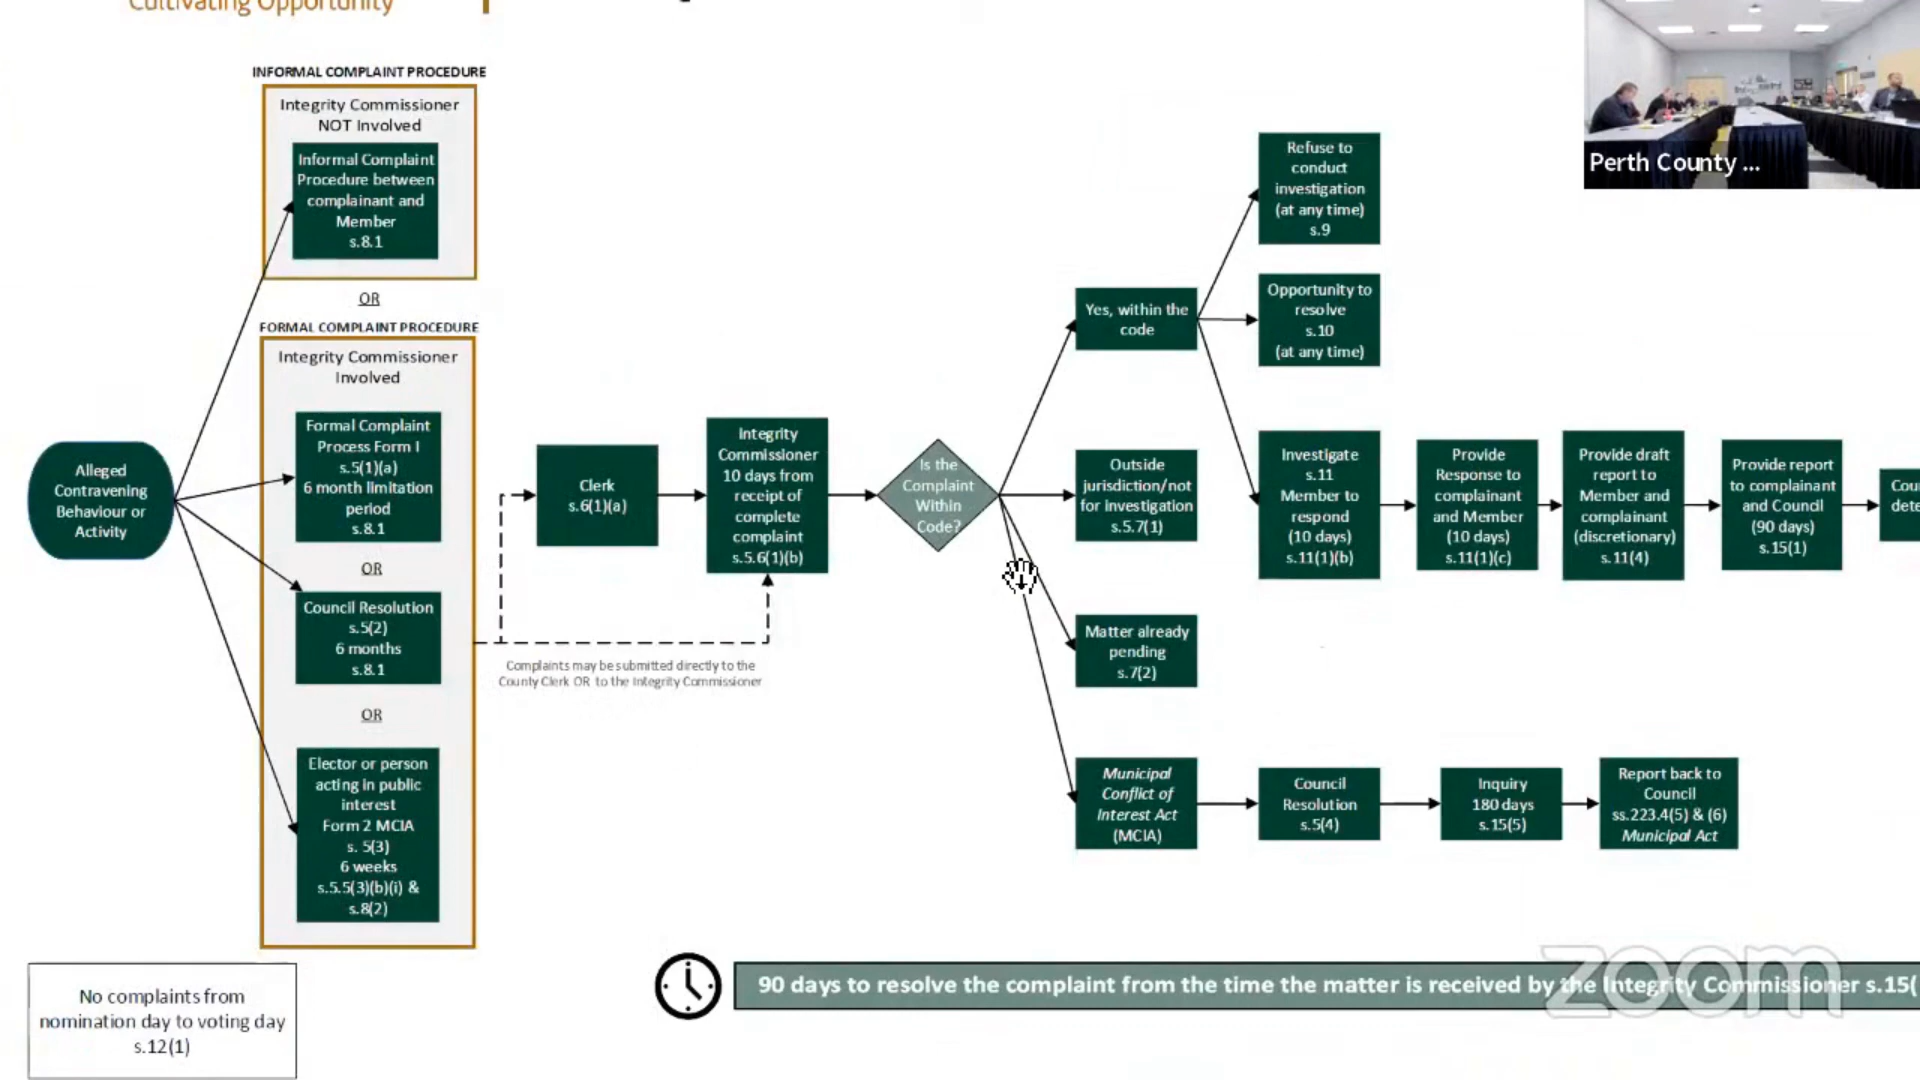 Cultivating Opportunity
INFORMAL COMPLAINT PROCEDURE
Integrity Commissioner
NOT Involved
Informal Complaint
Procedure between
complainant and
Member
s.8.1
OR
FORMAL COMPLAINT PROCEDURE
Integrity Commissioner
Involved
Formal Complaint
Process Form I
s.5(1)(a)
6 month limitation
period
s.8.1
OR
Council Resolution
s.5(2)
6 months
s.8.1
OR
Elector or person
acting in public
interest
Form 2 MCIA
s. 5(3)
6 weeks
s.5.5(3)(b)(i) &
s.8(2)
Alleged
Contravening
Behaviour or
Activity
No complaints from
nomination day to voting day
s.12(1)
Clerk
s.6(1)(a)
Integrity
Commissioner
10 days from
receipt of
complete
complaint
s.5.6(1)(b)
Complaints may be submitted directly to the
County Clerk OR to the Integrity Commissioner
Is the
Complaint
Within
Code?
Yes, within the
code
Outside
jurisdiction/not
for Investigation
s.5.7(1)
Matter already
pending
s.7(2)
Municipal
Conflict of
Interest Act
(MCIA)
Refuse to
conduct
investigation
(at any time)
s.9
Opportunity to
resolve
s.10
(at any time)
Investigate
s.11
Member to
respond
(10 days)
s.11(1)(b)
Provide
Response to
complainant
and Member
(10 days)
s.11(1)(c)
Provide draft
report to
Member and
complainant
(discretionary)
s.11(4)
Provide report
to complainant
and Council
(90 days)
s.15(1)
Cou
dete
Council
Resolution
s.5(4)
Inquiry
180 days
s.15(5)
Report back to
Council
ss.223.4(5) & (6)
Municipal Act
90 days to resolve the complaint from the time the matter is received by the Integrity Commissioner s.15(
zoom
Perth County ...